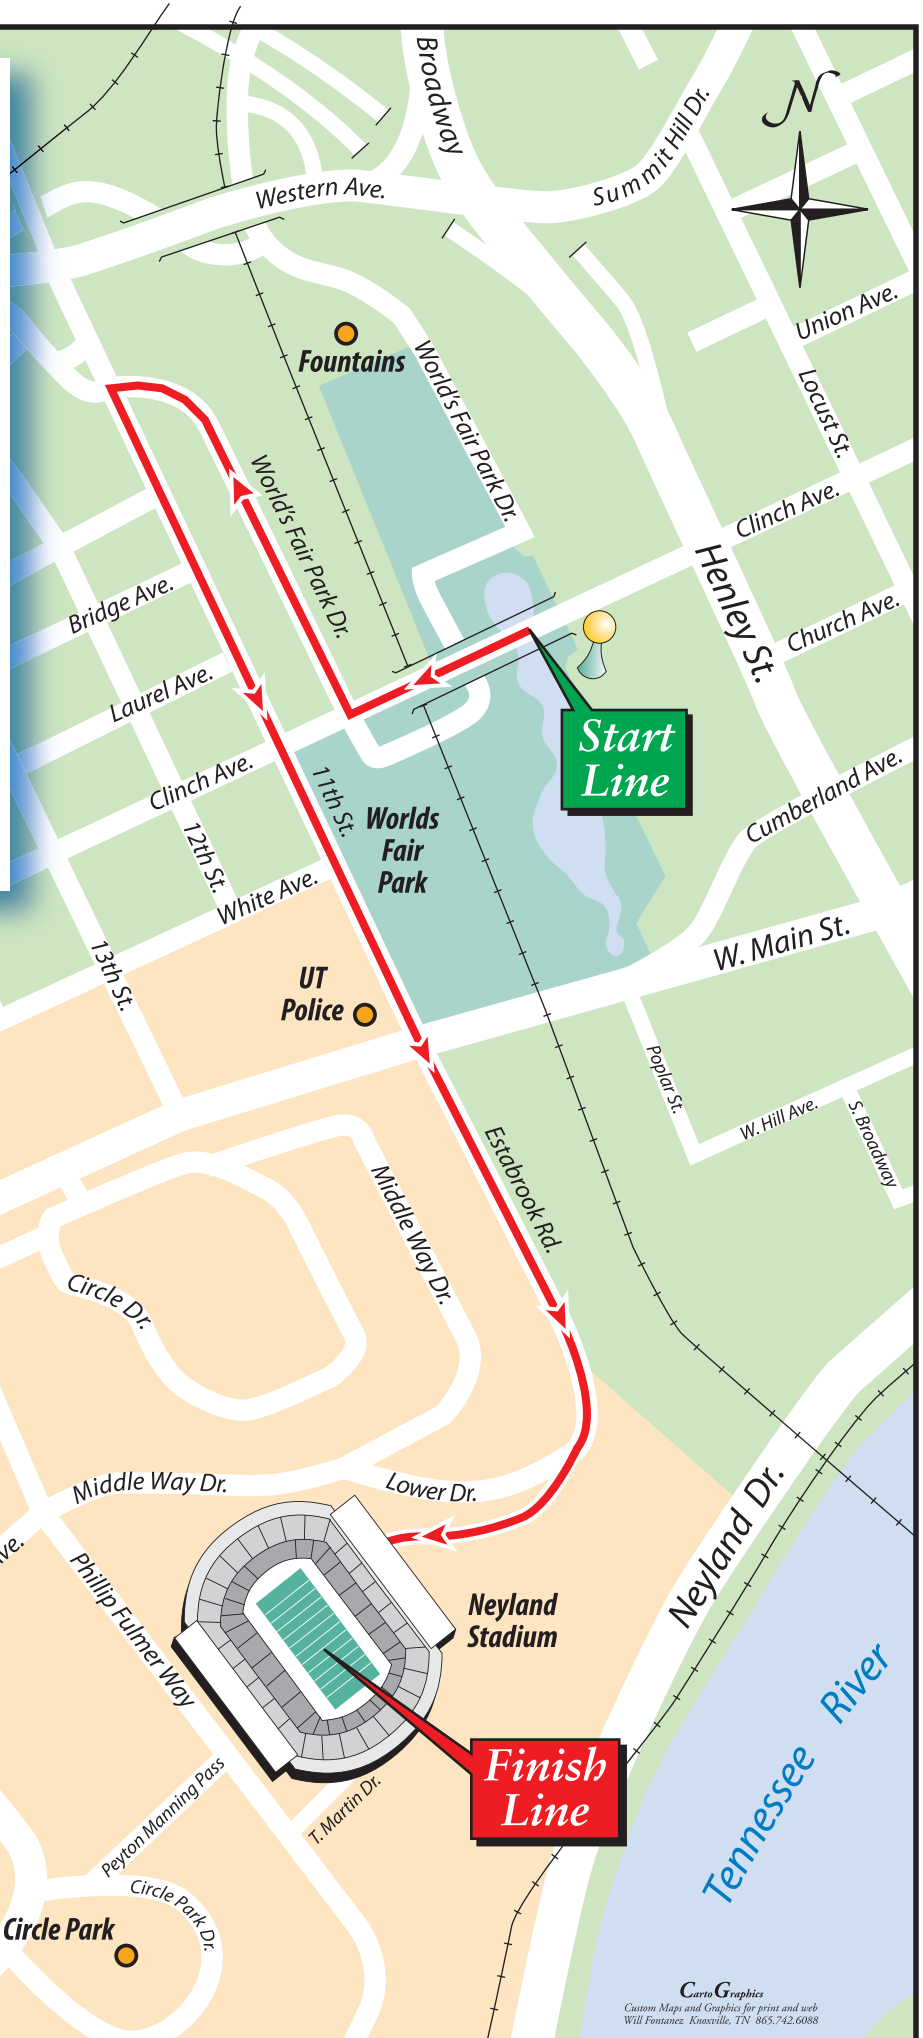 Broadway
N
Summit Hill Dr.
Western Ave.
Union Ave.
Fountains
World's Fair Park Dr.
Locust St.
World's Fair Park Dr.
Clinch Ave.
Henley St.
Bridge Ave.
Church Ave.
Laurel Ave.
Start
Line
Clinch Ave.
11th St.
Cumberland Ave.
Worlds
Fair
Park
12th St.
White Ave.
W. Main St.
13th St.
UT
Police
Poplar St.
W. Hill Ave.
S. Broadway
Estabrook Rd.
Middle Way Dr.
Circle Dr.
Middle Way Dr.
Lower Dr.
Neyland Dr.
ve.
Phillip Fulmer Way
Neyland
Stadium
Tennessee River
Finish
Line
Peyton Manning Pass
T. Martin Dr.
Circle Park Dr.
Circle Park
CartoGraphics
Custom Maps and Graphics for print and web
Will Fontanez Knoxville, TN 865.742.6088